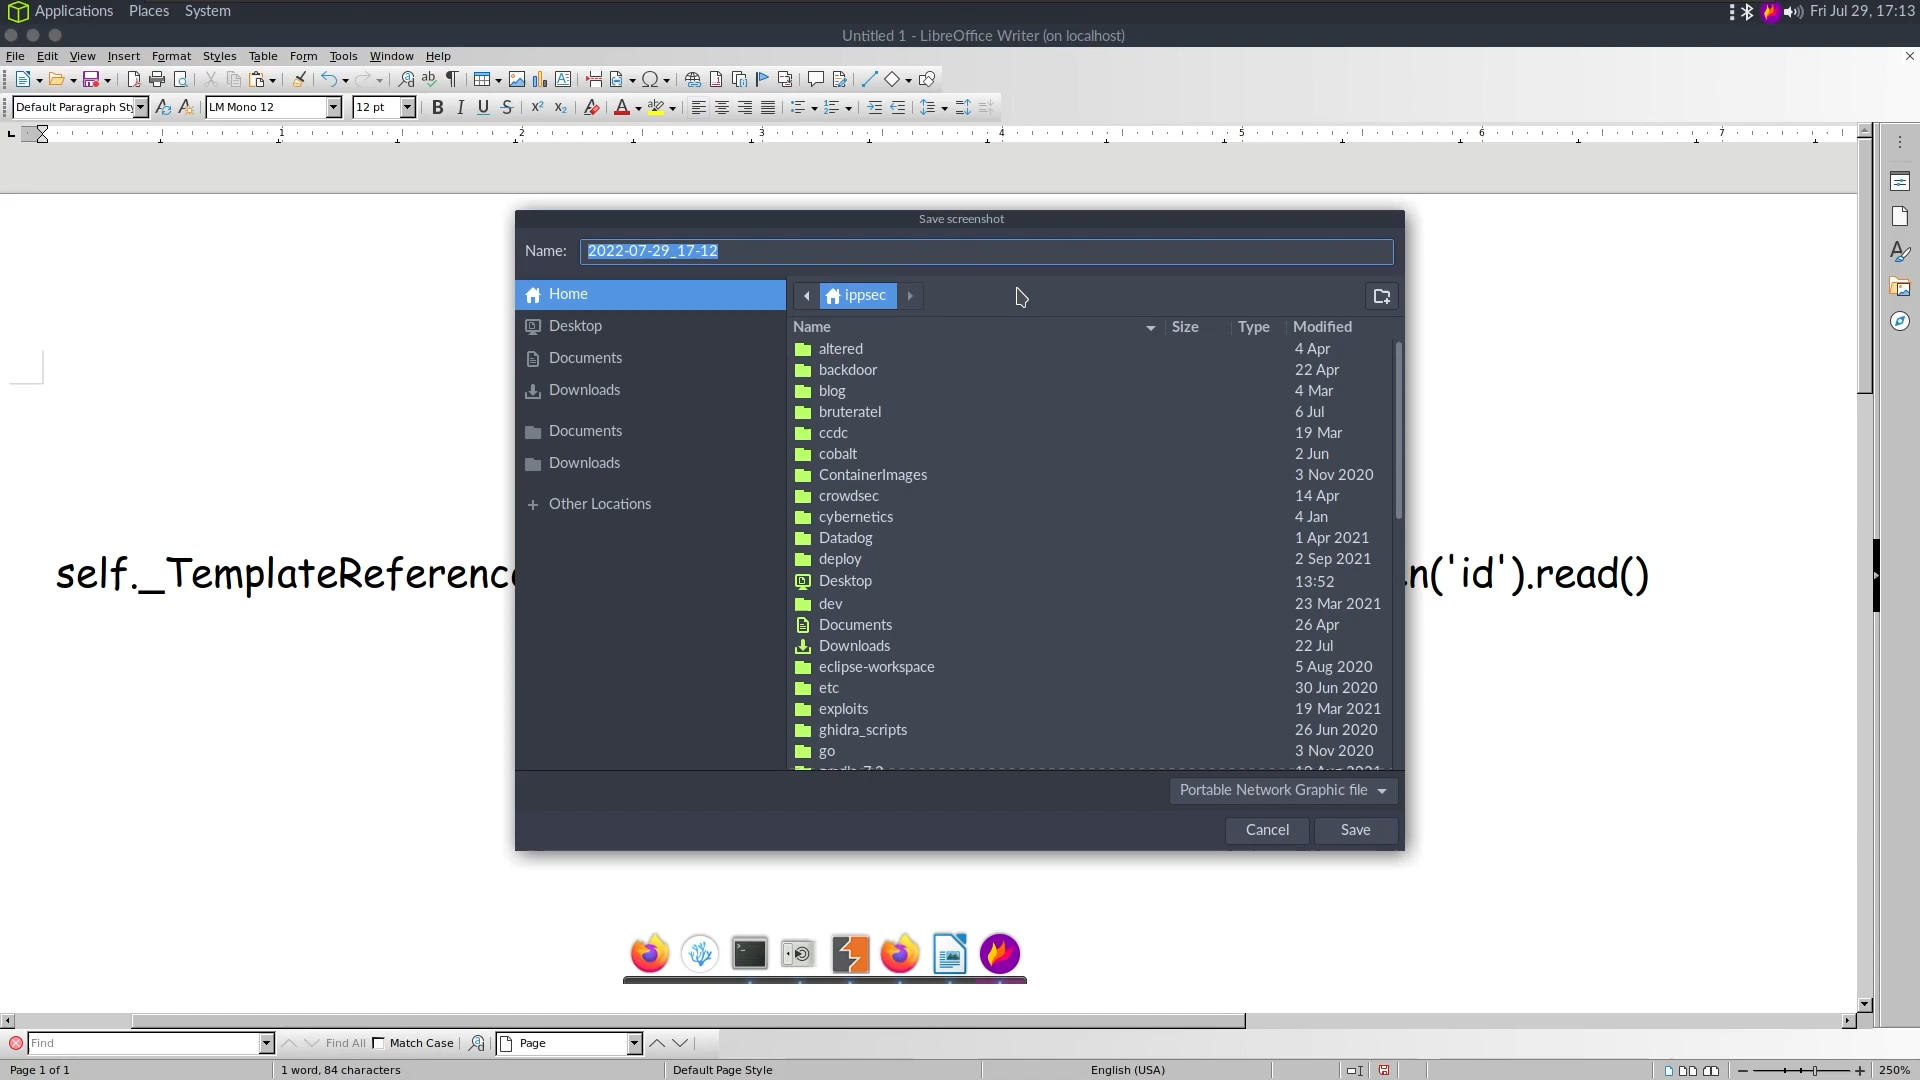 Applications Places System Fri Jul 29, 17:13
Untitled 1 - LibreOffice Writer (on localhost)
File Edit View Insert Format Styles Table Form Tools Window Help
Default Paragraph Sty LM Mono 12 12 pt
1 2 3 4 5 6 7
Save screenshot
Name: 2022-07-29_17-12
Home
Desktop
Documents
Downloads
Documents
Downloads
Other Locations
ippsec
Name Size Type Modified
altered 4 Apr
backdoor 22 Apr
blog 4 Mar
bruteratel 6 Jul
ccdc 19 Mar
cobalt 2 Jun
ContainerImages 3 Nov 2020
crowdsec 14 Apr
cybernetics 4 Jan
Datadog 1 Apr 2021
deploy 2 Sep 2021
Desktop 13:52
dev 23 Mar 2021
Documents 26 Apr
Downloads 22 Jul
eclipse-workspace 5 Aug 2020
etc 30 Jun 2020
exploits 19 Mar 2021
ghidra_scripts 26 Jun 2020
go 3 Nov 2020
self._TemplateReferenc n('id').read()
Portable Network Graphic file
Cancel Save
Find Find All Match Case Page
Page 1 of 1 1 word, 84 characters Default Page Style English (USA) 250%